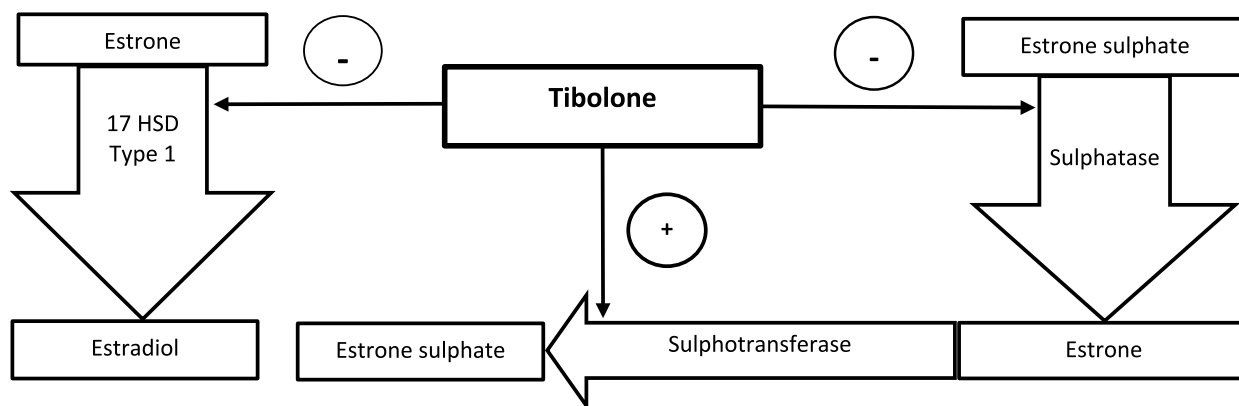 Estrone
-
-
Estrone sulphate
Tibolone
17 HSD
Type 1
Sulphatase
+
Estradiol
Estrone sulphate
Sulphotransferase
Estrone